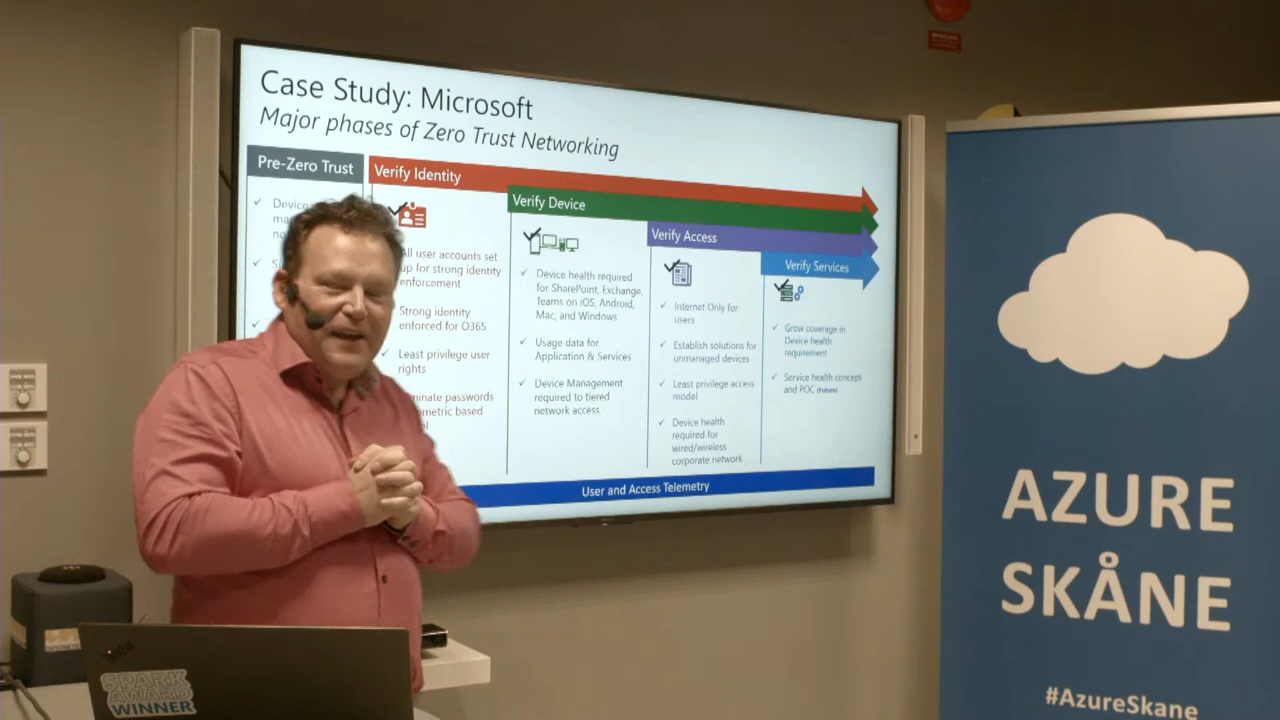 Case Study: Microsoft
Major phases of Zero Trust Networking
Pre-Zero Trust
Verify Identity
All user accounts set
up for strong identity
enforcement
Strong identity
enforced for O365
Least privilege user
rights
passwords
based
Verify Device
Device health required
for SharePoint, Exchange,
Teams on iOS, Android,
Mac, and Windows
Usage data for
Application & Services
Device Management
required to tiered
network access
Verify Access
Internet Only for
users
Establish solutions for
unmanaged devices
Least privilege access
model
Device health
required for
wired/wireless
corporate network
Verify Services
Grow coverage in
Device health
requirement
Service health concept
and POC (Future)
User and Access Telemetry
AZURE
SKÅNE
#AzureSkane
ThinkPad
SPARK
AWARD
WINNER